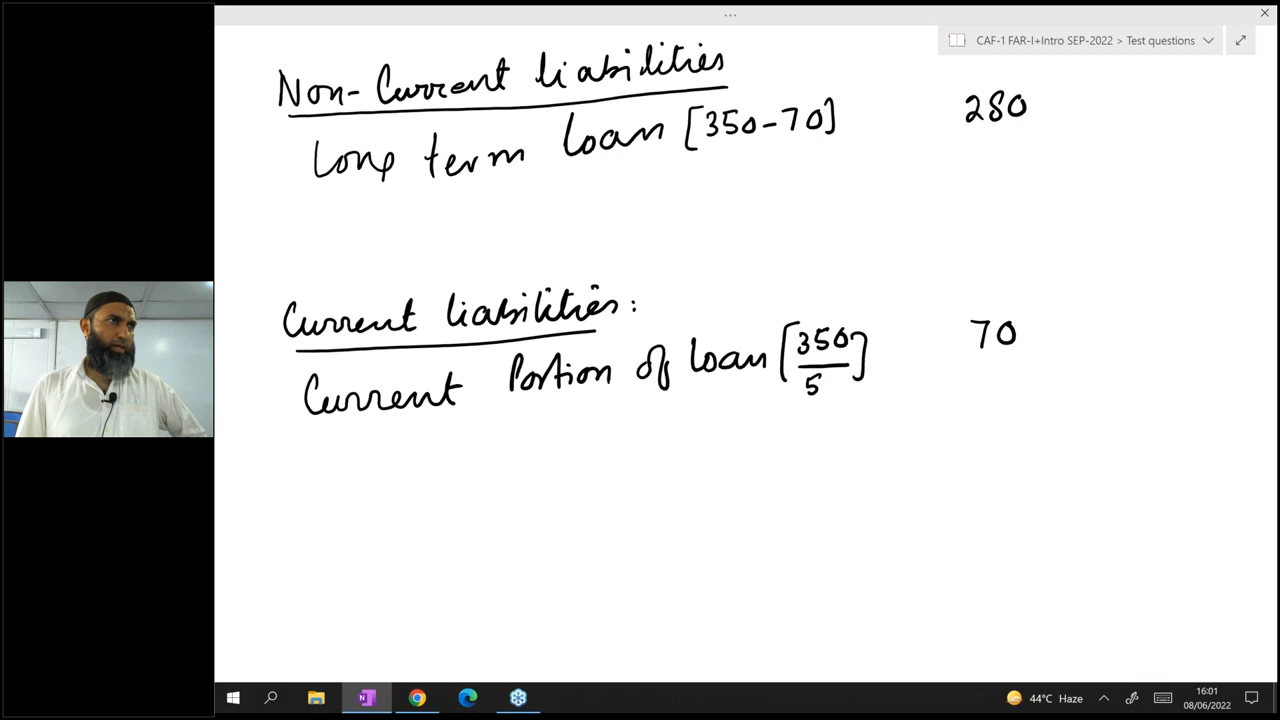 CAF-1 FAR-I+Intro SEP-2022 > Test questions
Non-Current liabilities
Long term loan [350-70] 280
Current liabilities:
Current Portion of loan [350/5] 70
44°C Haze
16:01
08/06/2022